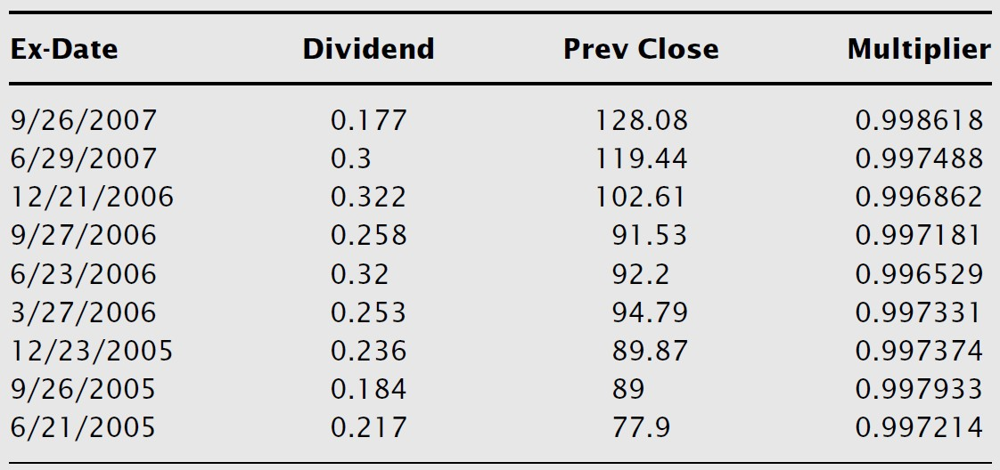 Ex-Date Dividend Prev Close Multiplier
9/26/2007 0.177 128.08 0.998618
6/29/2007 0.3 119.44 0.997488
12/21/2006 0.322 102.61 0.996862
9/27/2006 0.258 91.53 0.997181
6/23/2006 0.32 92.2 0.996529
3/27/2006 0.253 94.79 0.997331
12/23/2005 0.236 89.87 0.997374
9/26/2005 0.184 89 0.997933
6/21/2005 0.217 77.9 0.997214